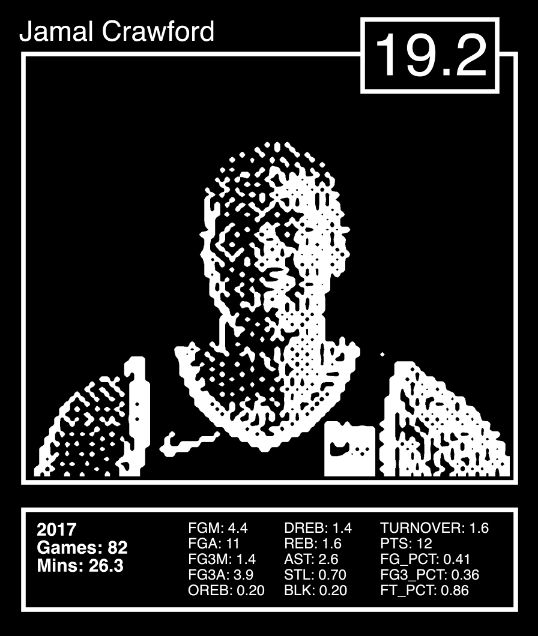 Jamal Crawford
19.2
2017
Games: 82
Mins: 26.3
FGM: 4.4
FGA: 11
FG3M: 1.4
FG3A: 3.9
OREB: 0.20
DREB: 1.4
REB: 1.6
AST: 2.6
STL: 0.70
BLK: 0.20
TURNOVER: 1.6
PTS: 12
FG_PCT: 0.41
FG3_PCT: 0.36
FT_PCT: 0.86